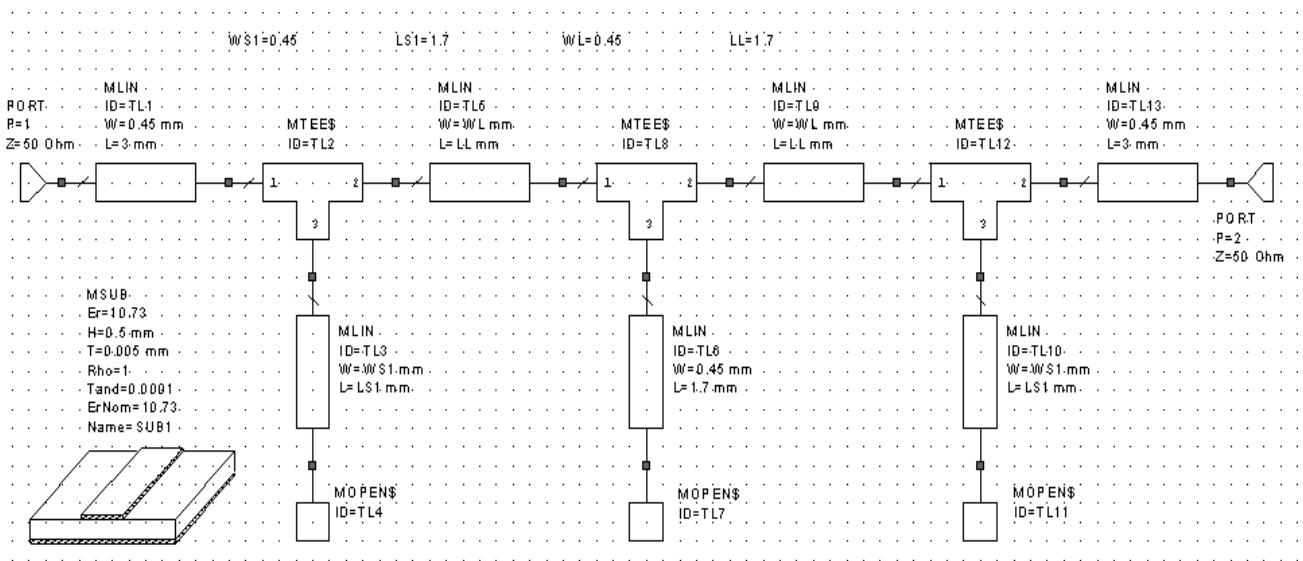 WS1=0.45
LS1=1.7
WL=0.45
LL=1.7
PORT
P=1
Z=50 Ohm
MLIN
ID=TL1
W=0.45 mm
L=3 mm
MTEE$
ID=TL2
1
2
3
MLIN
ID=TL5
W=WL mm
L=LL mm
MTEE$
ID=TL8
1
2
3
MLIN
ID=TL9
W=WL mm
L=LL mm
MTEE$
ID=TL12
1
2
3
MLIN
ID=TL13
W=0.45 mm
L=3 mm
PORT
P=2
Z=50 Ohm
MSUB
Er=10.73
H=0.5 mm
T=0.005 mm
Rho=1
Tand=0.0091
ErNom=10.73
Name=SUB1
MLIN
ID=TL3
W=WS1 mm
L=LS1 mm
MLIN
ID=TL6
W=0.45 mm
L=1.7 mm
MLIN
ID=TL10
W=WS1 mm
L=LS1 mm
MOPEN$
ID=TL4
MOPEN$
ID=TL7
MOPEN$
ID=TL11